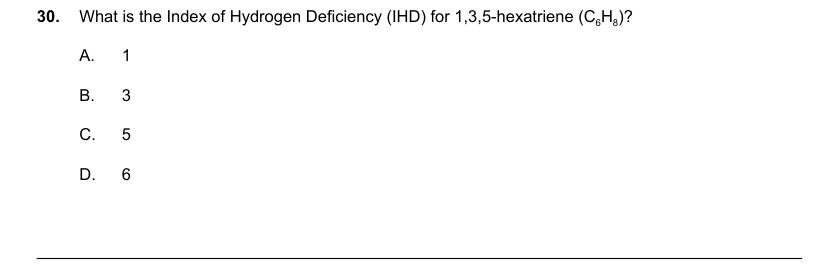 30. What is the Index of Hydrogen Deficiency (IHD) for 1,3,5-hexatriene (C₆H₈)?
A. 1
B. 3
C. 5
D. 6